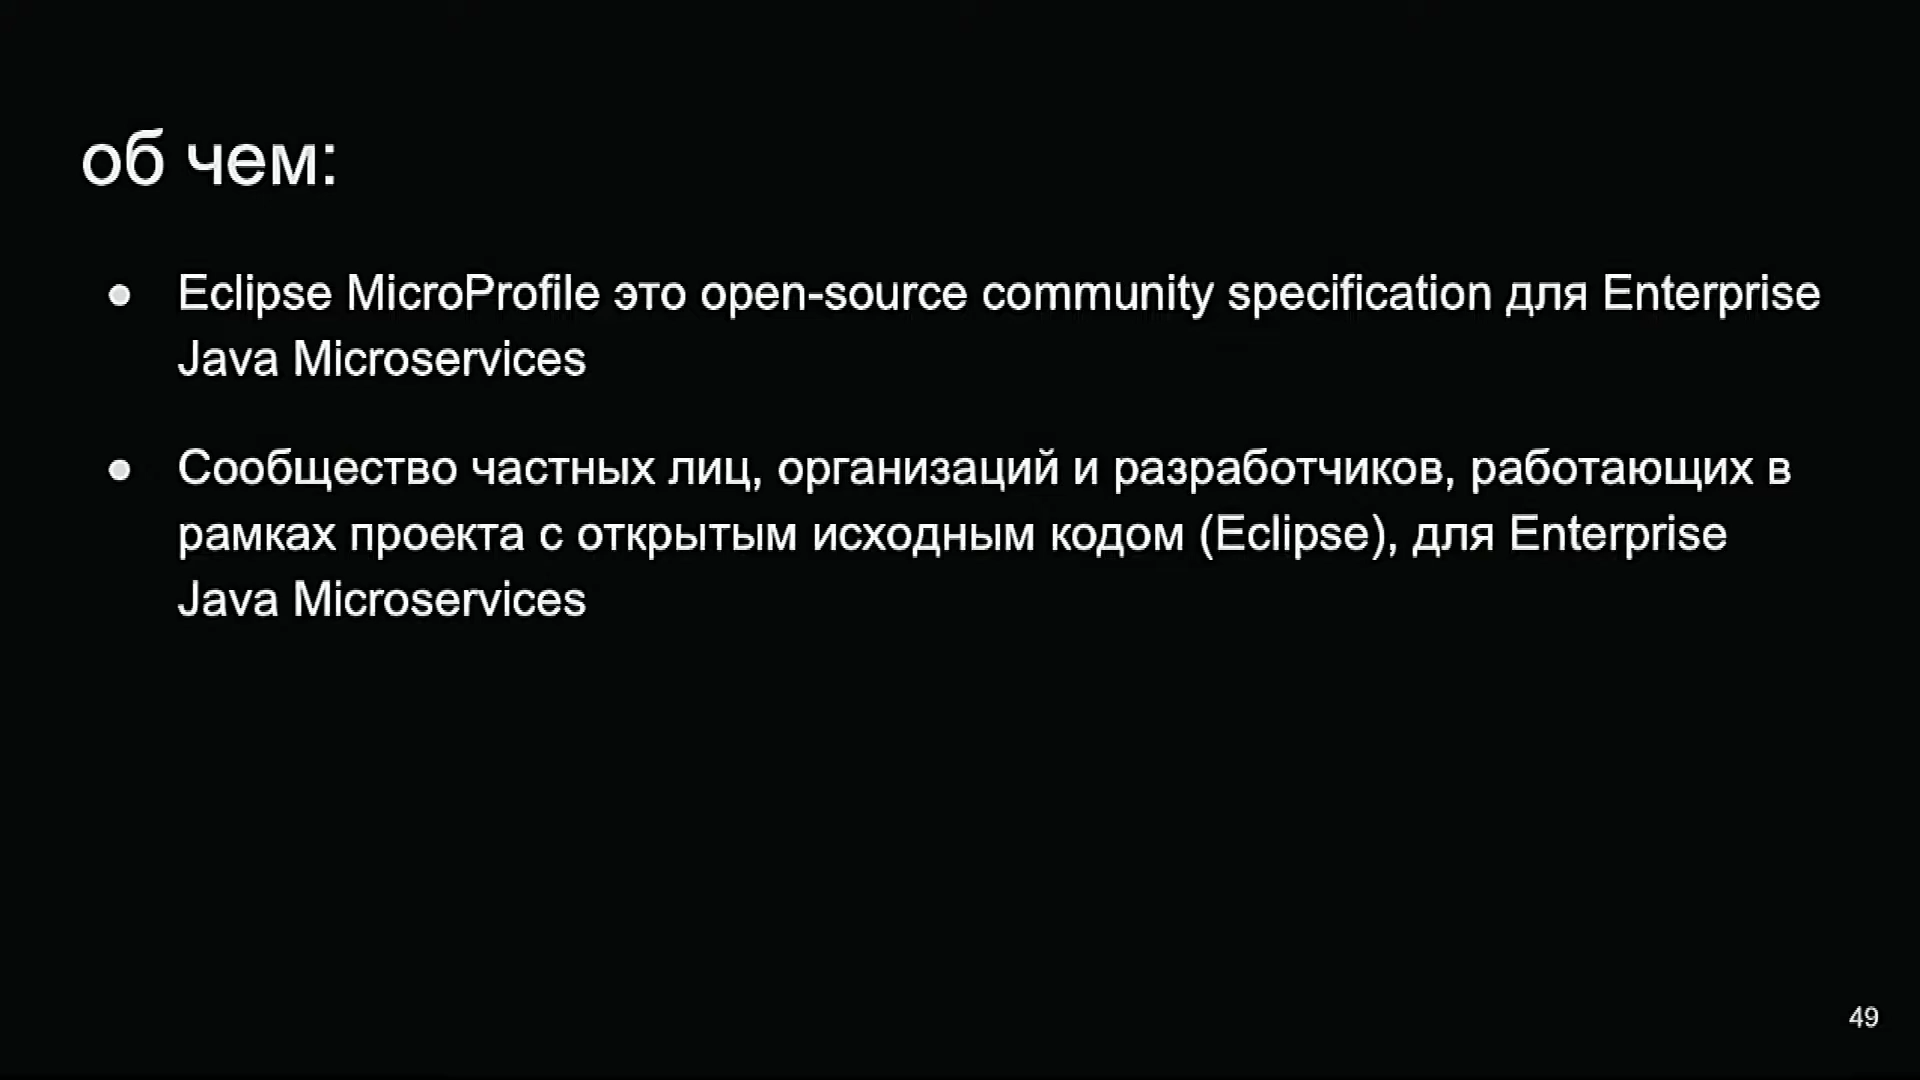 об чем:
● Eclipse MicroProfile это open-source community specification для Enterprise
Java Microservices
● Сообщество частных лиц, организаций и разработчиков, работающих в
рамках проекта с открытым исходным кодом (Eclipse), для Enterprise
Java Microservices
49